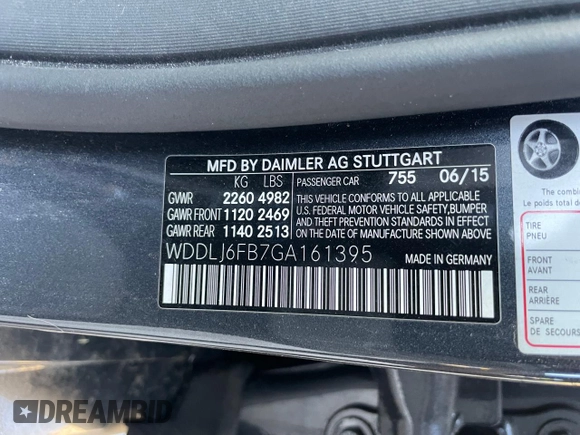 MFD BY DAIMLER AG STUTTGART
KG LBS PASSENGER CAR 755 06/15
GVWR 2260 4982
GAWR FRONT 1120 2469
GAWR REAR 1140 2513
THIS VEHICLE CONFORMS TO ALL APPLICABLE
U.S. FEDERAL MOTOR VEHICLE SAFETY,BUMPER
AND THEFT PREVENTION STANDARDS IN EFFECT
ON THE DATE OF MANUFACTURE SHOWN ABOVE.
WDDLJ6FB7GA161395 MADE IN GERMANY
The combine
Le poids total de
TIRE
PNEU
FRONT
AVANT
REAR
ARRIÈRE
SPARE
DE SECOURS
DREAMBID